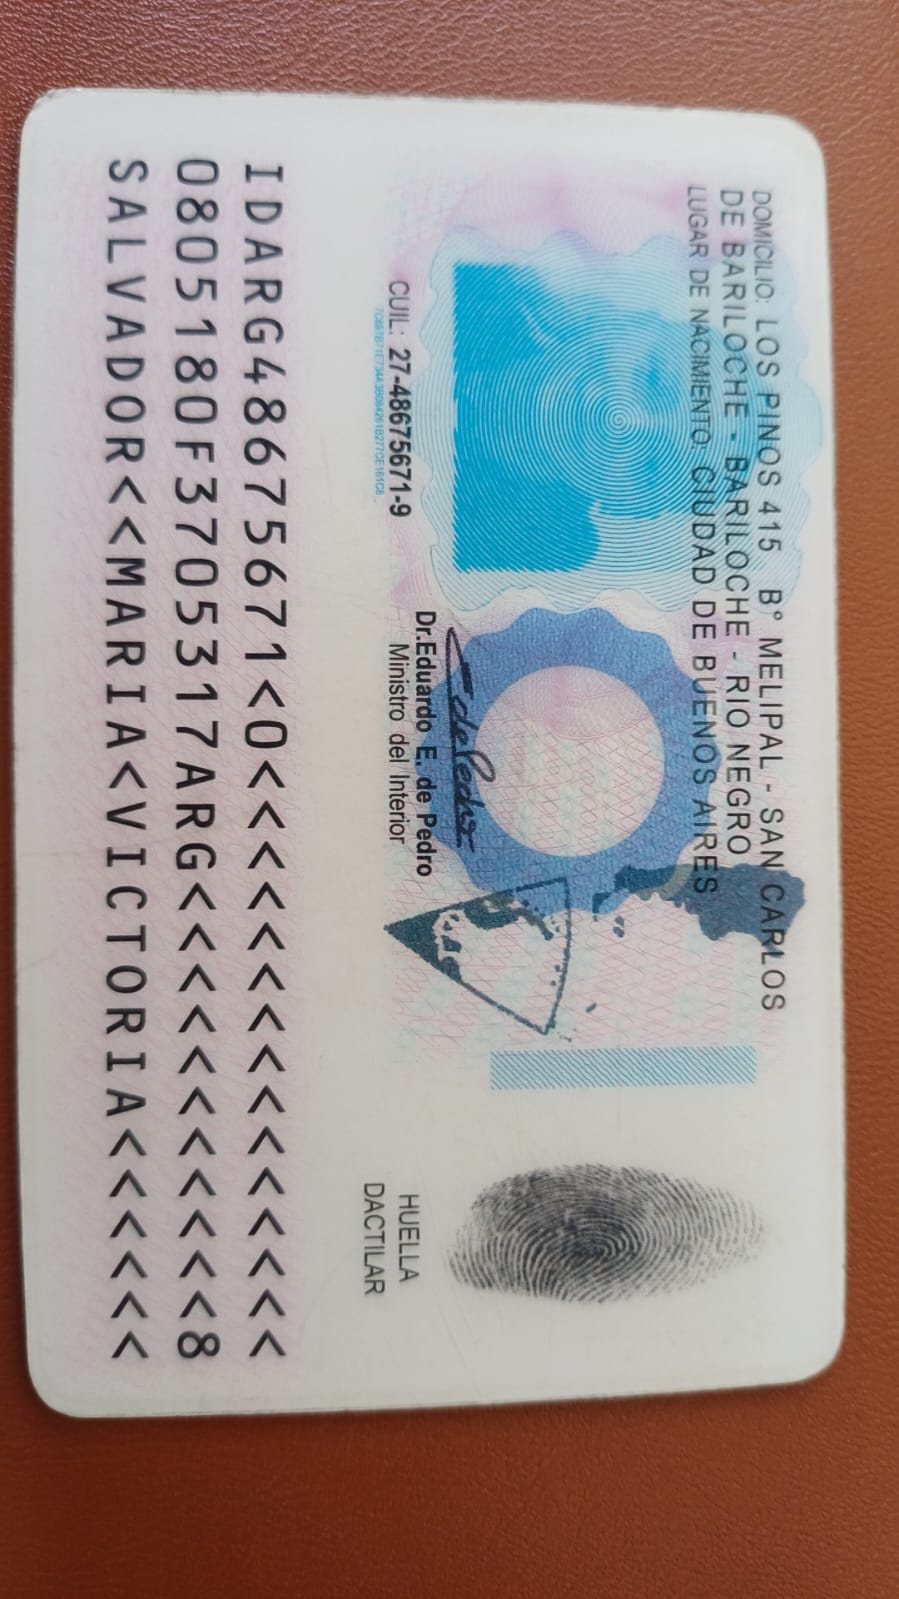 DOMICILIO: LOS PINOS 415 B° MELIPAL - SAN CARLOS
DE BARILOCHE - BARILOCHE - RIO NEGRO
LUGAR DE NACIMIENTO: CIUDAD DE BUENOS AIRES
Dr.Eduardo E. de Pedro
Ministro del Interior
CUIL: 27-48675671-9
HUELLA
DACTILAR
IDARG48675671<0<<<<<<<<<<<<<<<
0805180F3705317ARG<<<<<<<<<<<8
SALVADOR<<MARIA<VICTORIA<<<<<<